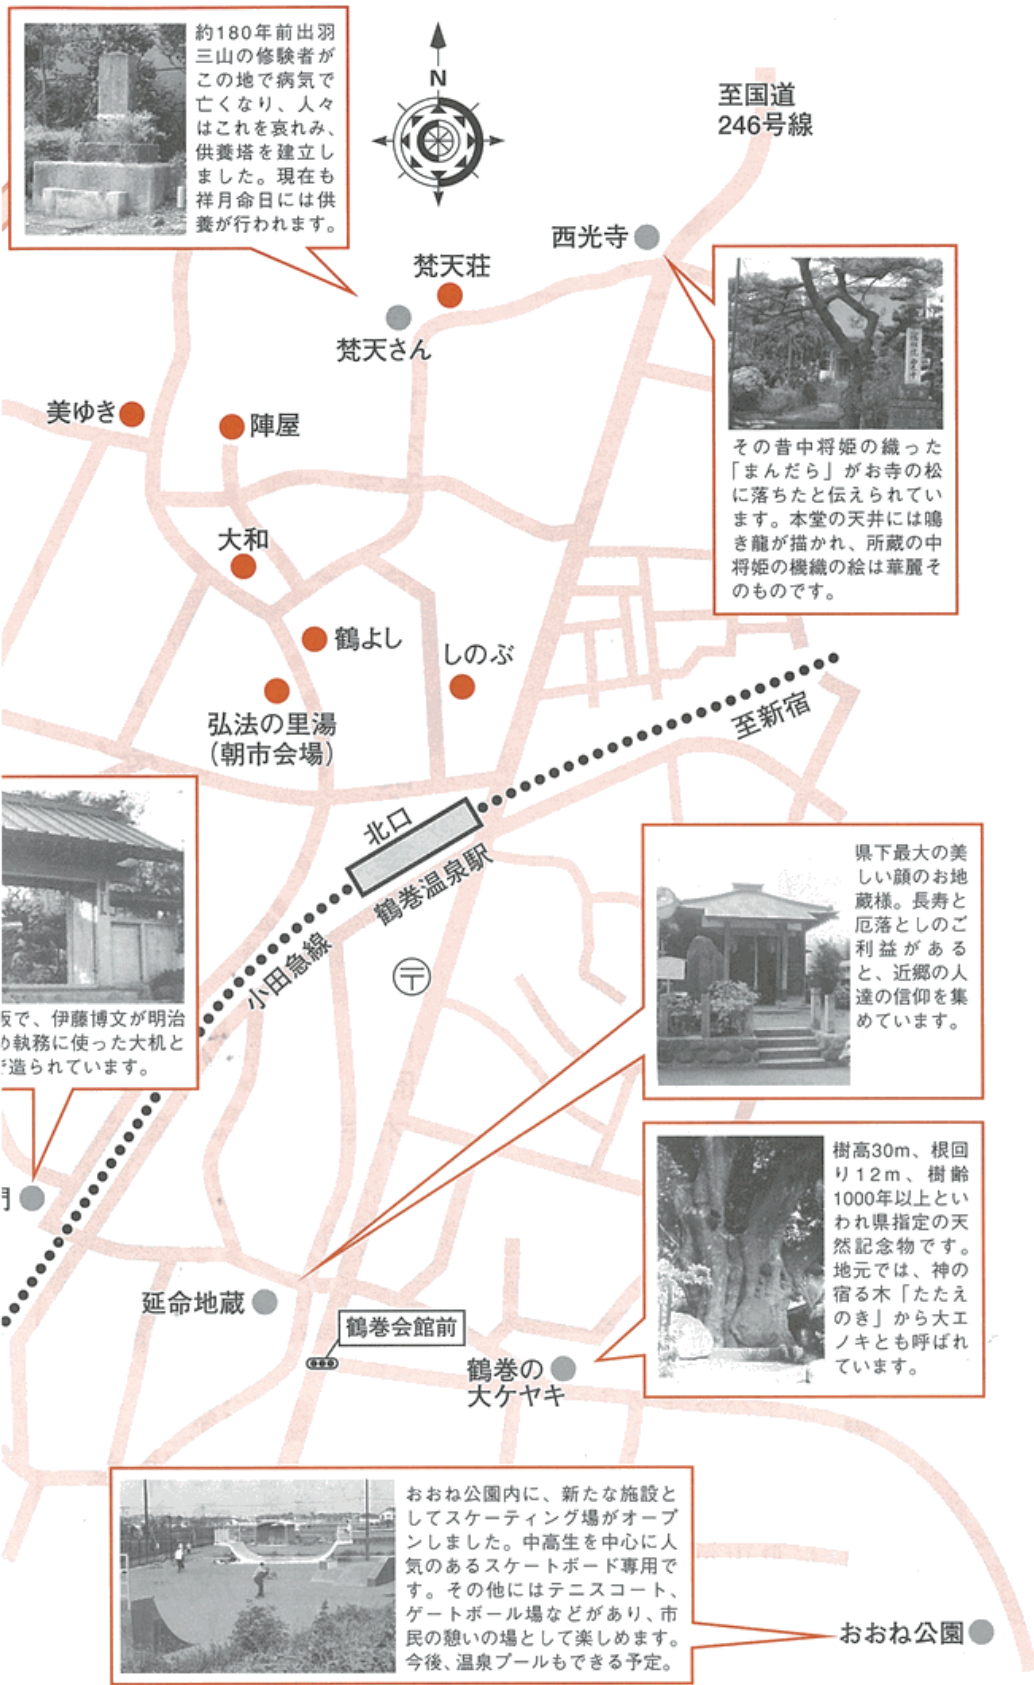 約180年前出羽
三山の修験者が
この地で病気で
亡くなり、人々
はこれを哀れみ、
供養塔を建立し
ました。現在も
祥月命日には供
養が行われます。
N
至国道
246号線
西光寺
梵天荘
梵天さん
美ゆき
陣屋
その昔中将姫の織った
「まんだら」がお寺の松
に落ちたと伝えられてい
ます。本堂の天井には鳴
き龍が描かれ、所蔵の中
将姫の機織の絵は華麗そ
のものです。
大和
鶴よし
しのぶ
弘法の里湯
(朝市会場)
至新宿
北口
鶴巻温泉駅
小田急線
〒
県下最大の美
しい顔のお地
蔵様。長寿と
厄落としのご
利益がある
と、近郷の人
達の信仰を集
めています。
板で、伊藤博文が明治
め執務に使った大机と
で造られています。
門
樹高30m、根回
り12m、樹齢
1000年以上とい
われ県指定の天
然記念物です。
地元では、神の
宿る木「たたえ
のき」から大エ
ノキとも呼ばれ
ています。
延命地蔵
鶴巻会館前
鶴巻の
大ケヤキ
おおね公園内に、新たな施設と
してスケーティング場がオープ
ンしました。中高生を中心に人
気のあるスケートボード専用で
す。その他にはテニスコート、
ゲートボール場などがあり、市
民の憩いの場として楽しめます。
今後、温泉プールもできる予定。
おおね公園